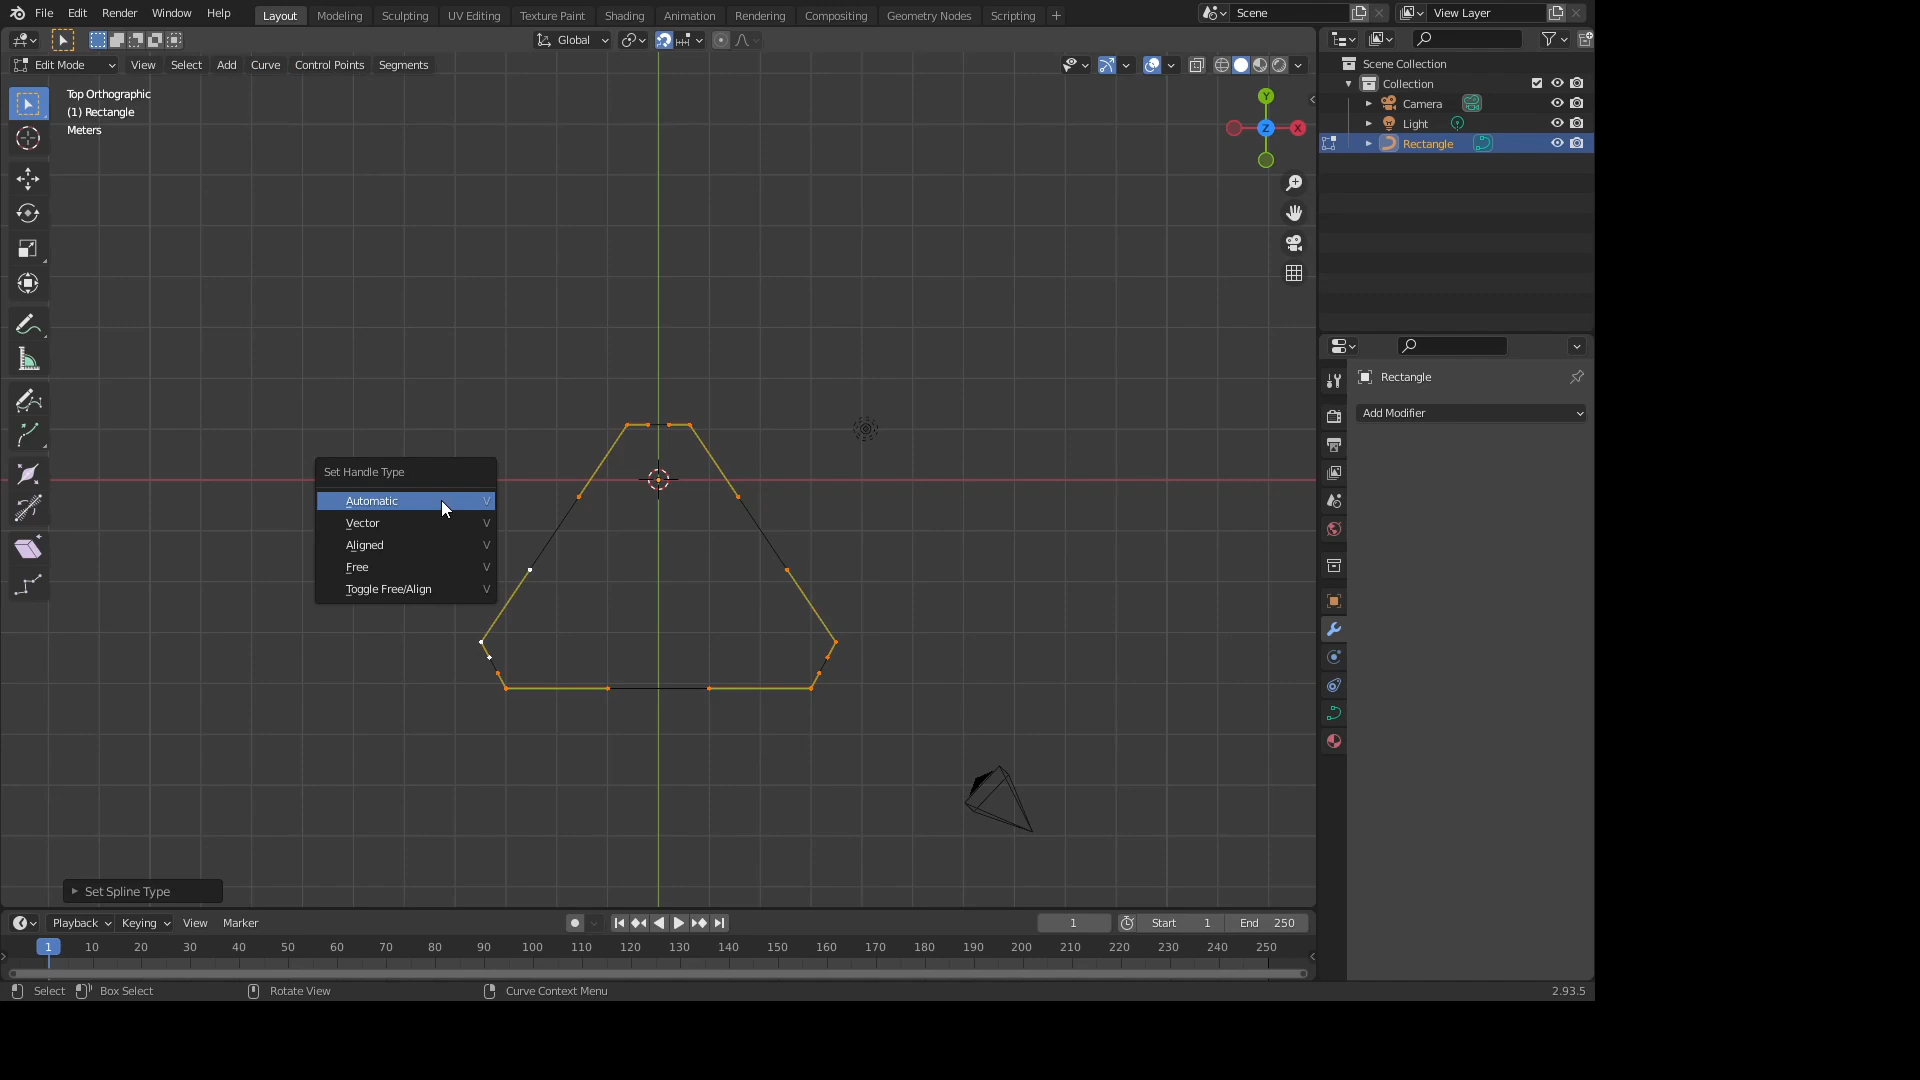 File Edit Render Window Help Layout Modeling Sculpting UV Editing Texture Paint Shading Animation Rendering Compositing Geometry Nodes Scripting + Scene View Layer
Global
Edit Mode View Select Add Curve Control Points Segments
Scene Collection
Collection
Camera
Light
Rectangle
Top Orthographic
(1) Rectangle
Meters
Y
Z X
Rectangle
Add Modifier
Set Handle Type
Automatic V
Vector V
Aligned V
Free V
Toggle Free/Align V
Set Spline Type
Playback Keying View Marker 1 Start 1 End 250
1 10 20 30 40 50 60 70 80 90 100 110 120 130 140 150 160 170 180 190 200 210 220 230 240 250
Select Box Select Rotate View Curve Context Menu 2.93.5